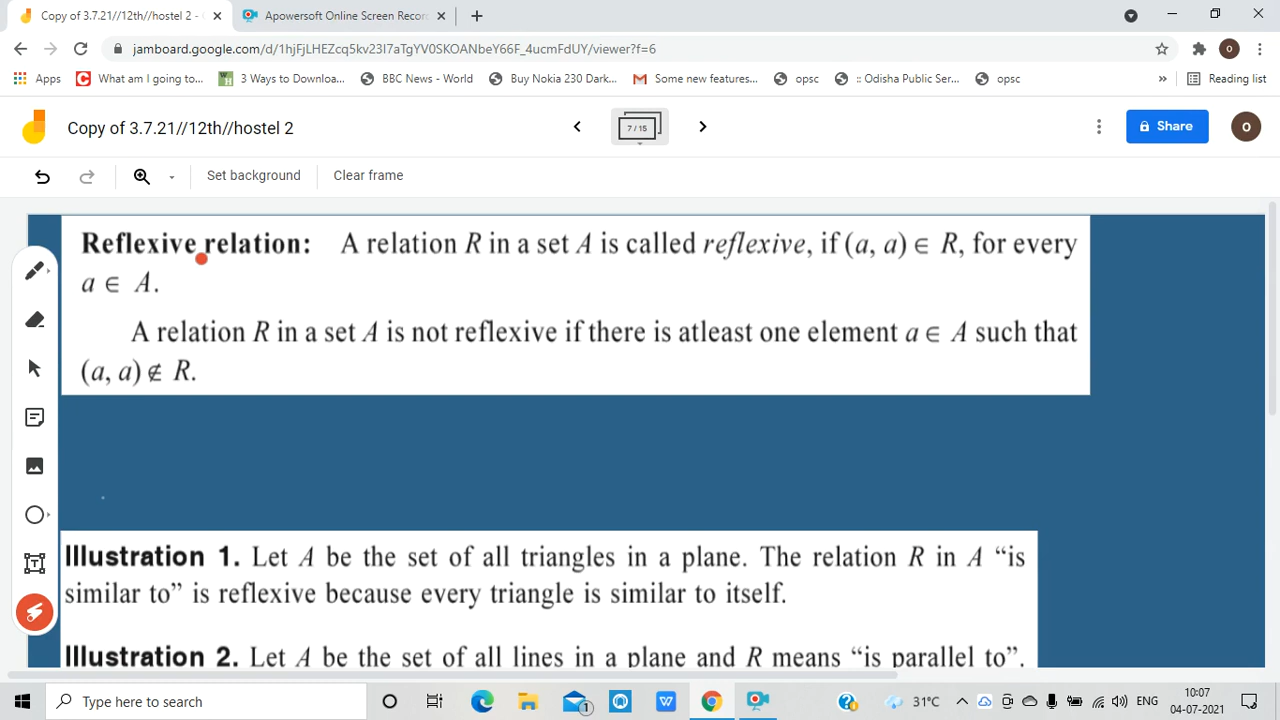 Copy of 3.7.21//12th//hostel 2 -
Apowersoft Online Screen Recor
jamboard.google.com/d/1hjFjLHEZcq5kv23I7aTgYV0SKOANbeY66F_4ucmFdUY/viewer?f=6
O
Apps
What am I going to...
3 Ways to Downloa...
BBC News - World
Buy Nokia 230 Dark...
Some new features...
opsc
:: Odisha Public Ser...
opsc
»
Reading list
Copy of 3.7.21//12th//hostel 2
7 / 15
Share
O
Set background
Clear frame
Reflexive relation: A relation R in a set A is called reflexive, if (a, a) ∈ R, for every
a ∈ A.
A relation R in a set A is not reflexive if there is atleast one element a ∈ A such that
(a, a) ∉ R.
Illustration 1. Let A be the set of all triangles in a plane. The relation R in A “is
similar to” is reflexive because every triangle is similar to itself.
Illustration 2. Let A be the set of all lines in a plane and R means “is parallel to”.
Type here to search
1
31°C
ENG
10:07
04-07-2021